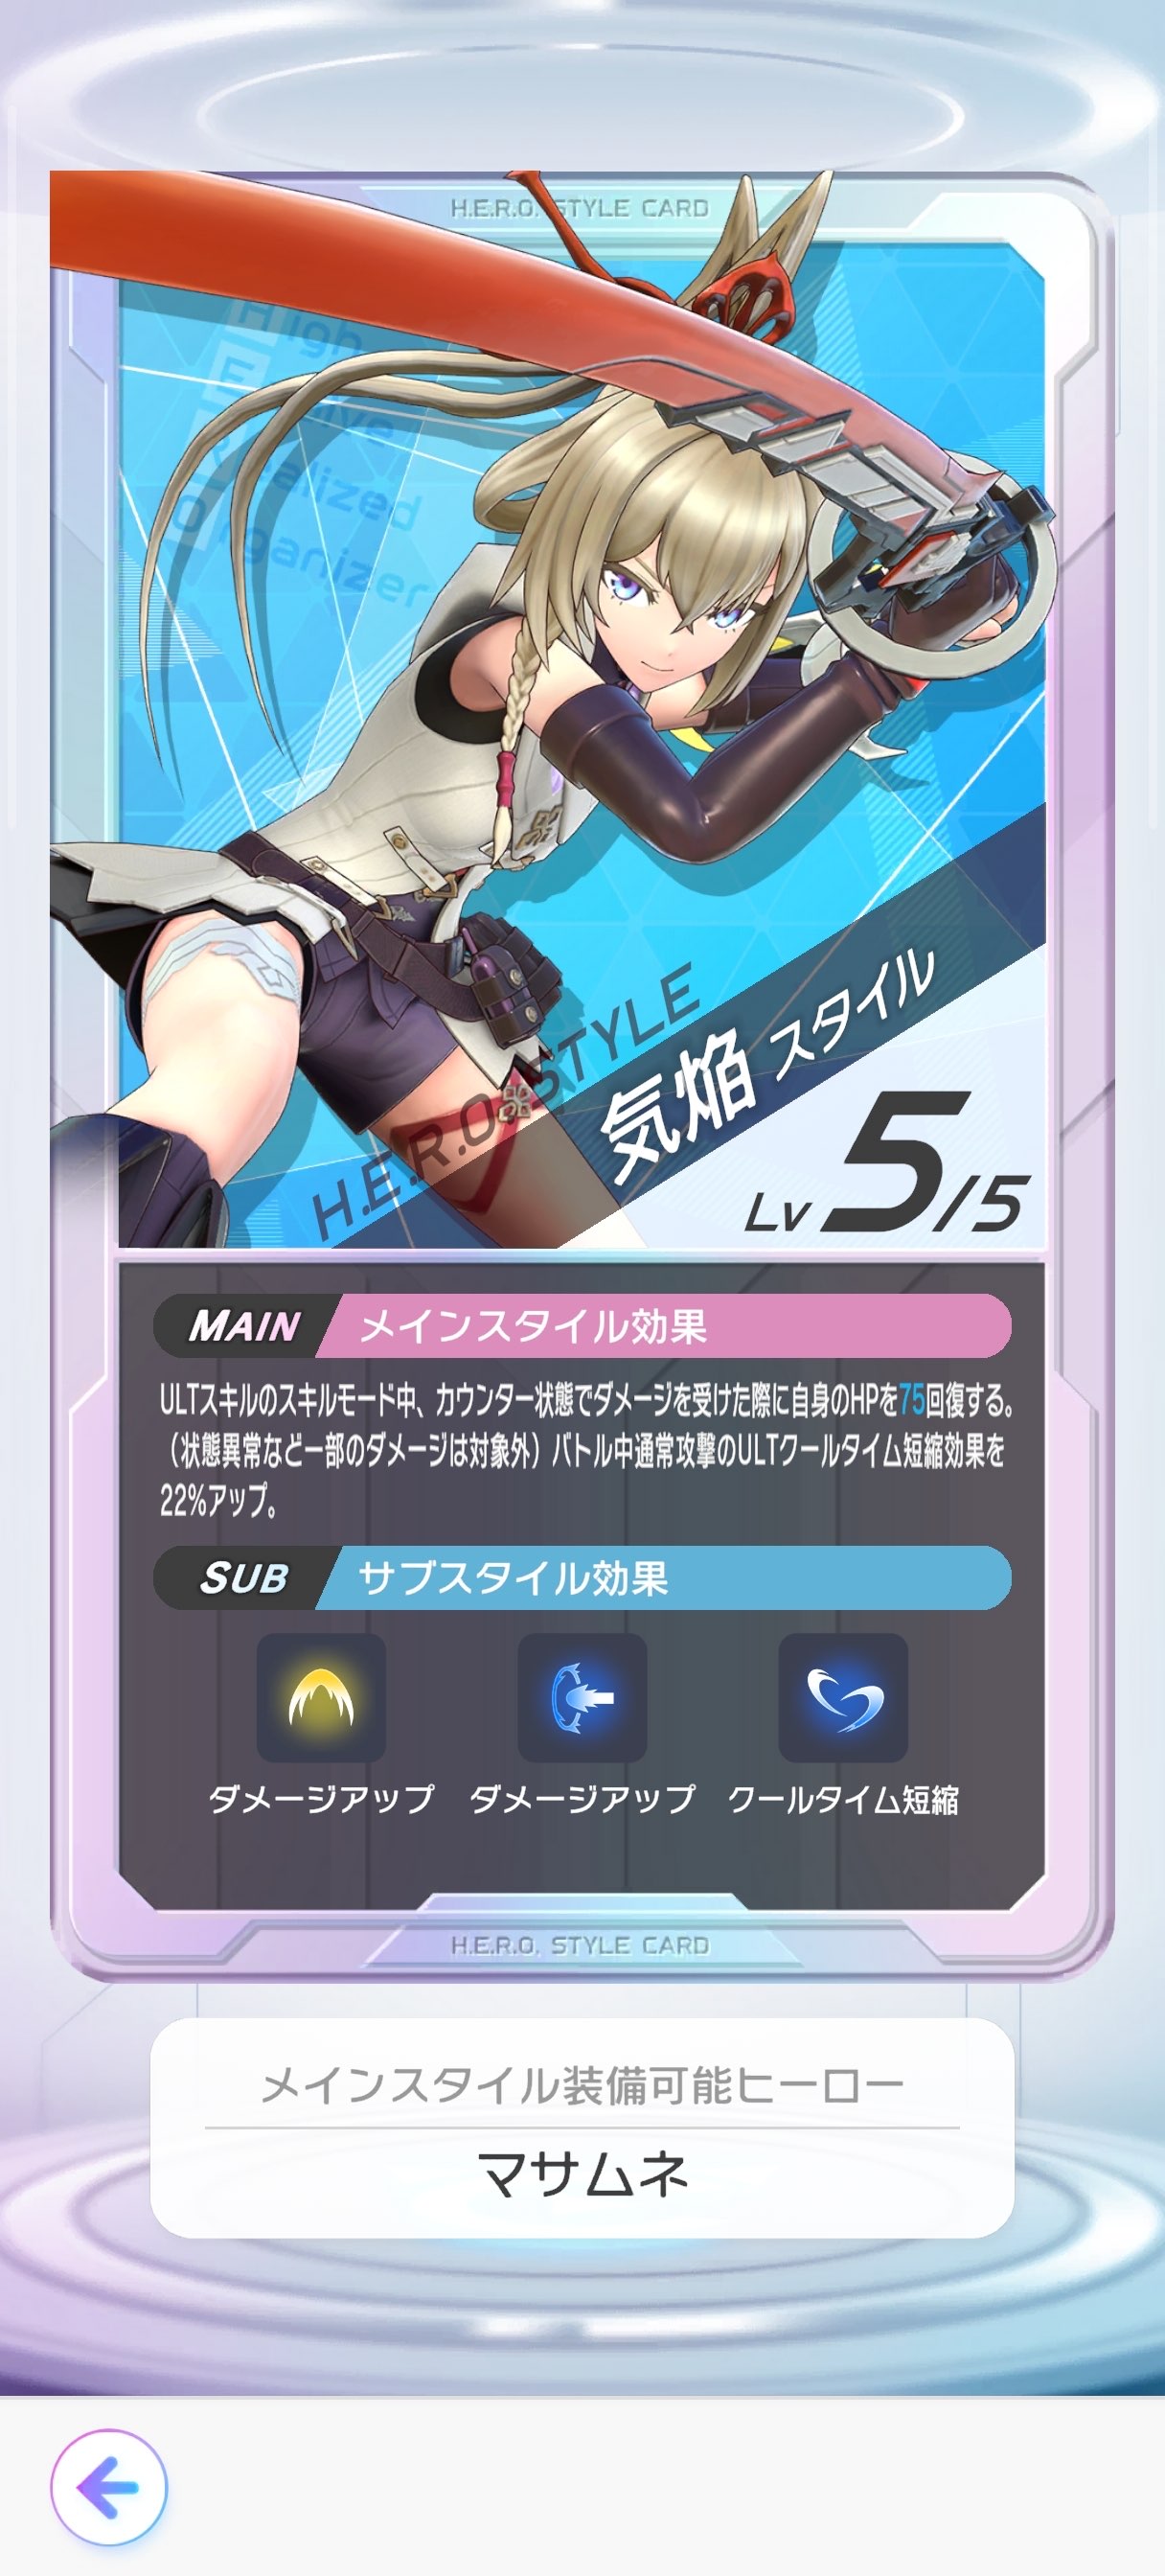 H.E.R.O. STYLE CARD
High
E
alized
Organizer
H.E.R.O. STYLE
気焔 スタイル
Lv 5/5
MAIN メインスタイル効果
ULTスキルのスキルモード中、カウンター状態でダメージを受けた際に自身のHPを75回復する。
（状態異常など一部のダメージは対象外）バトル中通常攻撃のULTクールタイム短縮効果を
22%アップ。
SUB サブスタイル効果
ダメージアップ ダメージアップ クールタイム短縮
H.E.R.O. STYLE CARD
メインスタイル装備可能ヒーロー
マサムネ